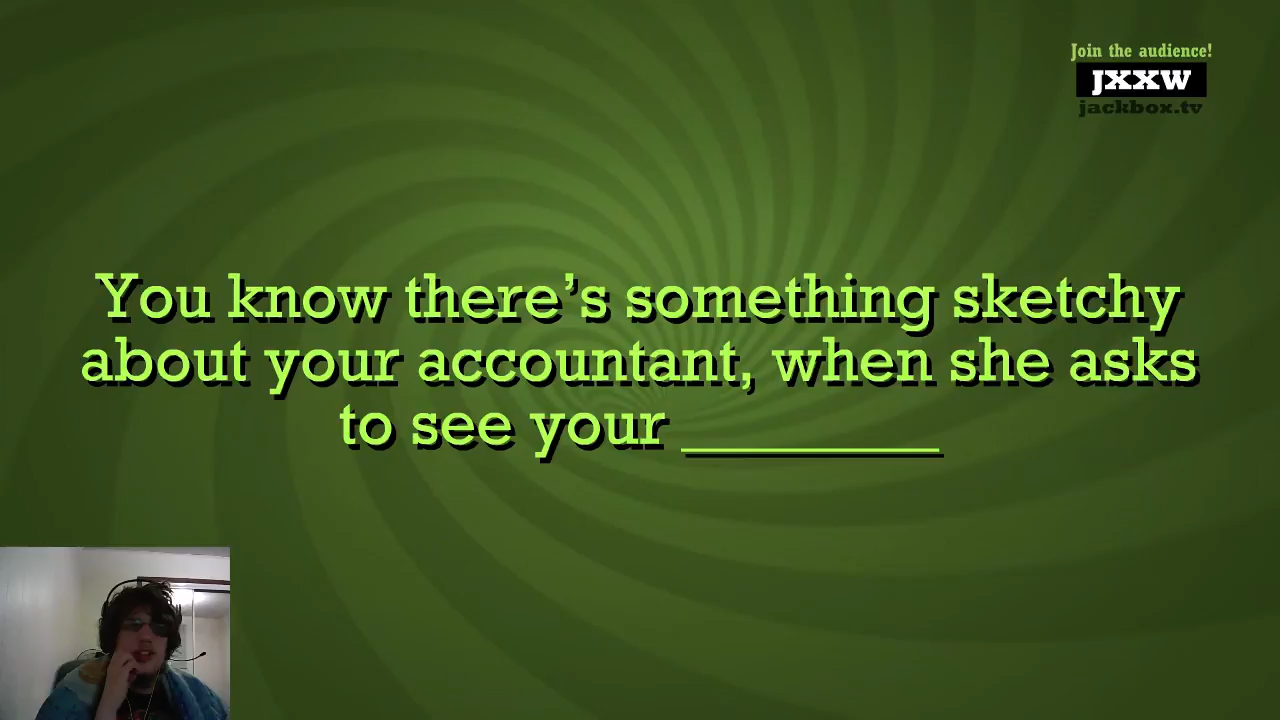 Join the audience!
JXXW
jackbox.tv
You know there's something sketchy
about your accountant, when she asks
to see your ________